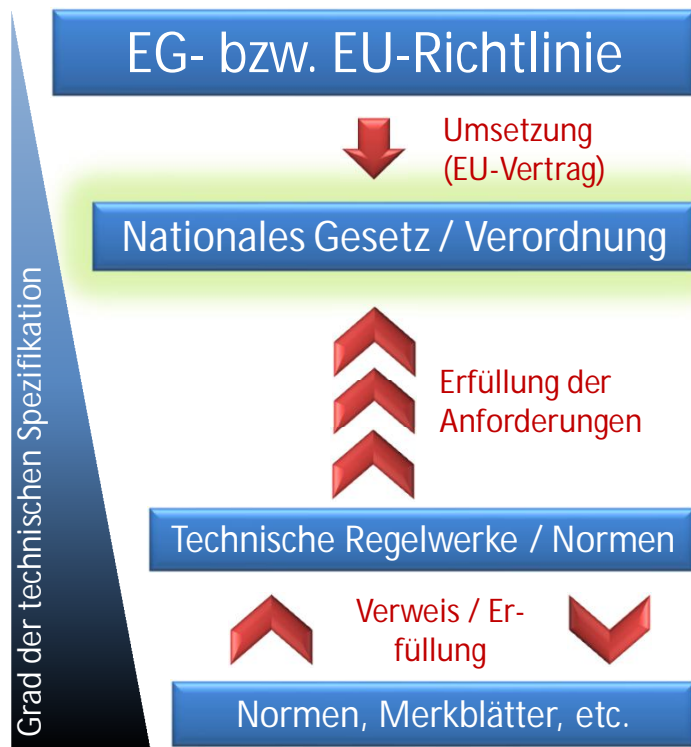 EG- bzw. EU-Richtlinie
Umsetzung
(EU-Vertrag)
Nationales Gesetz / Verordnung
Erfüllung der
Anforderungen
Technische Regelwerke / Normen
Verweis / Er-
füllung
Normen, Merkblätter, etc.
Grad der technischen Spezifikation